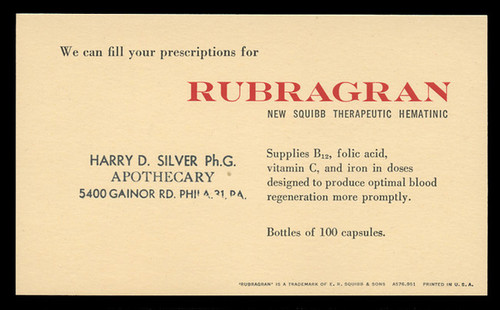 We can fill your prescriptions for
RUBRAGRAN
NEW SQUIBB THERAPEUTIC HEMATINIC
HARRY D. SILVER Ph.G.
APOTHECARY
5400 GAINOR RD. PHILA. 31, PA.
Supplies B₁₂, folic acid,
vitamin C, and iron in doses
designed to produce optimal blood
regeneration more promptly.
Bottles of 100 capsules.
"RUBRAGRAN" IS A TRADEMARK OF E. R. SQUIBB & SONS PRINTED IN U. S. A.